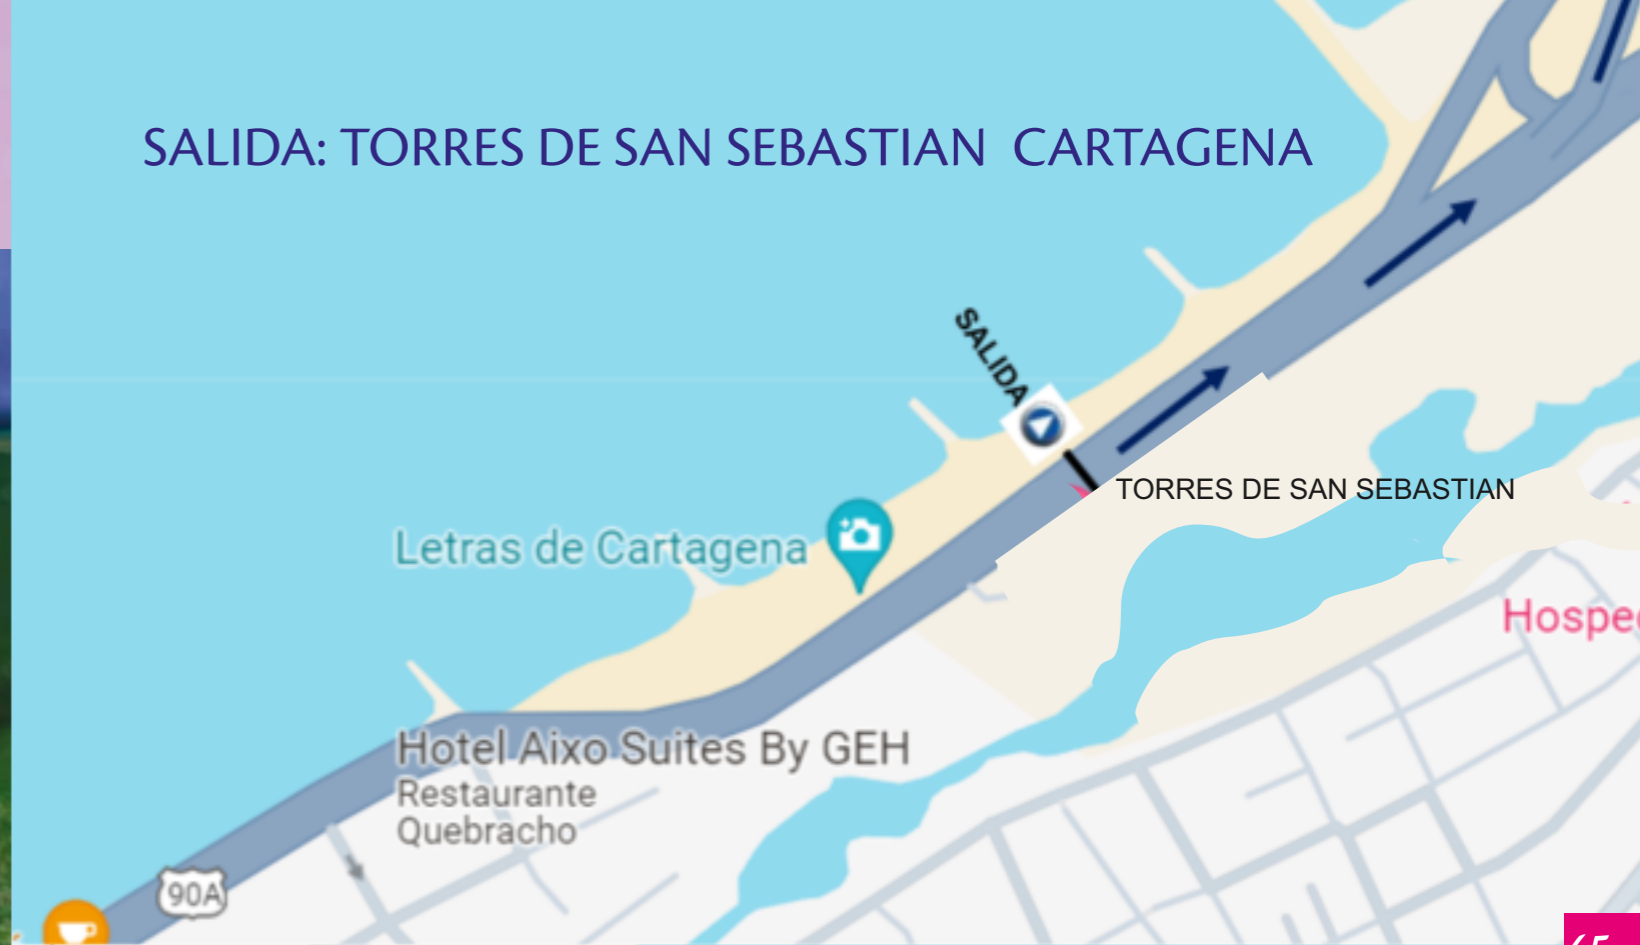 SALIDA: TORRES DE SAN SEBASTIAN CARTAGENA
SALIDA
TORRES DE SAN SEBASTIAN
Letras de Cartagena
Hotel Aixo Suites By GEH
Restaurante
Quebracho
90A